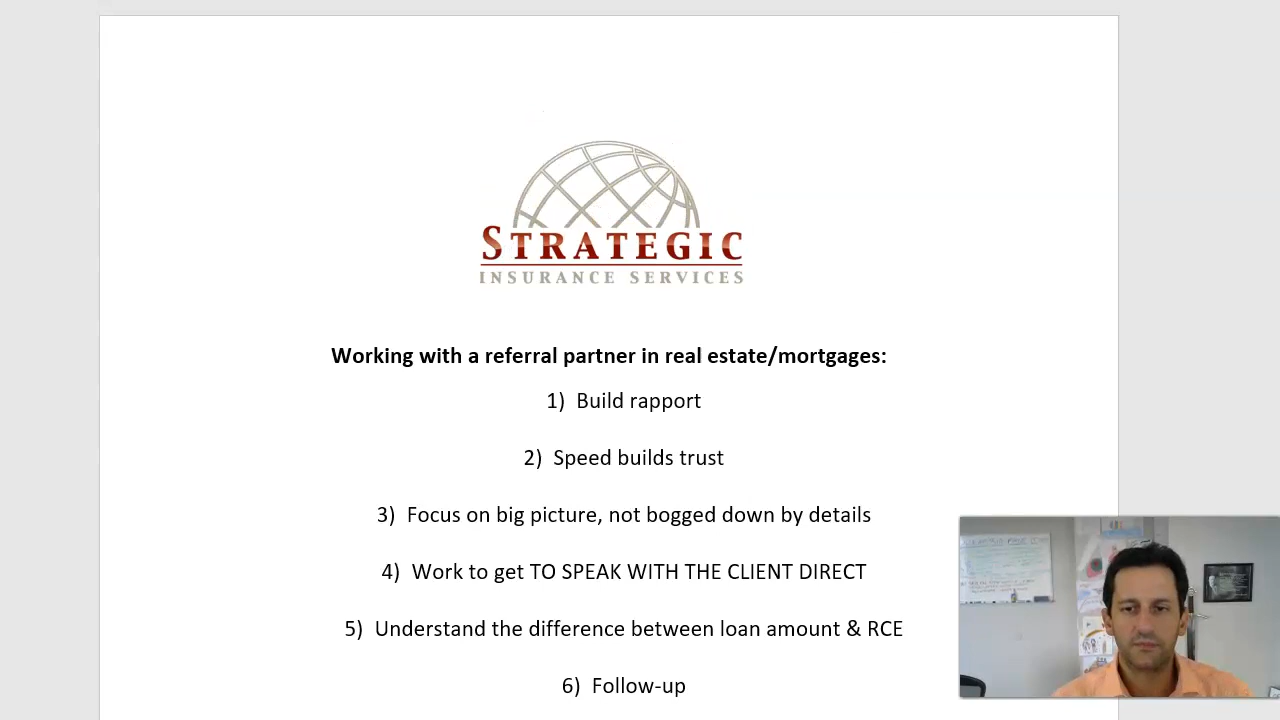 STRATEGIC
INSURANCE SERVICES
Working with a referral partner in real estate/mortgages:
1) Build rapport
2) Speed builds trust
3) Focus on big picture, not bogged down by details
4) Work to get TO SPEAK WITH THE CLIENT DIRECT
5) Understand the difference between loan amount & RCE
6) Follow-up